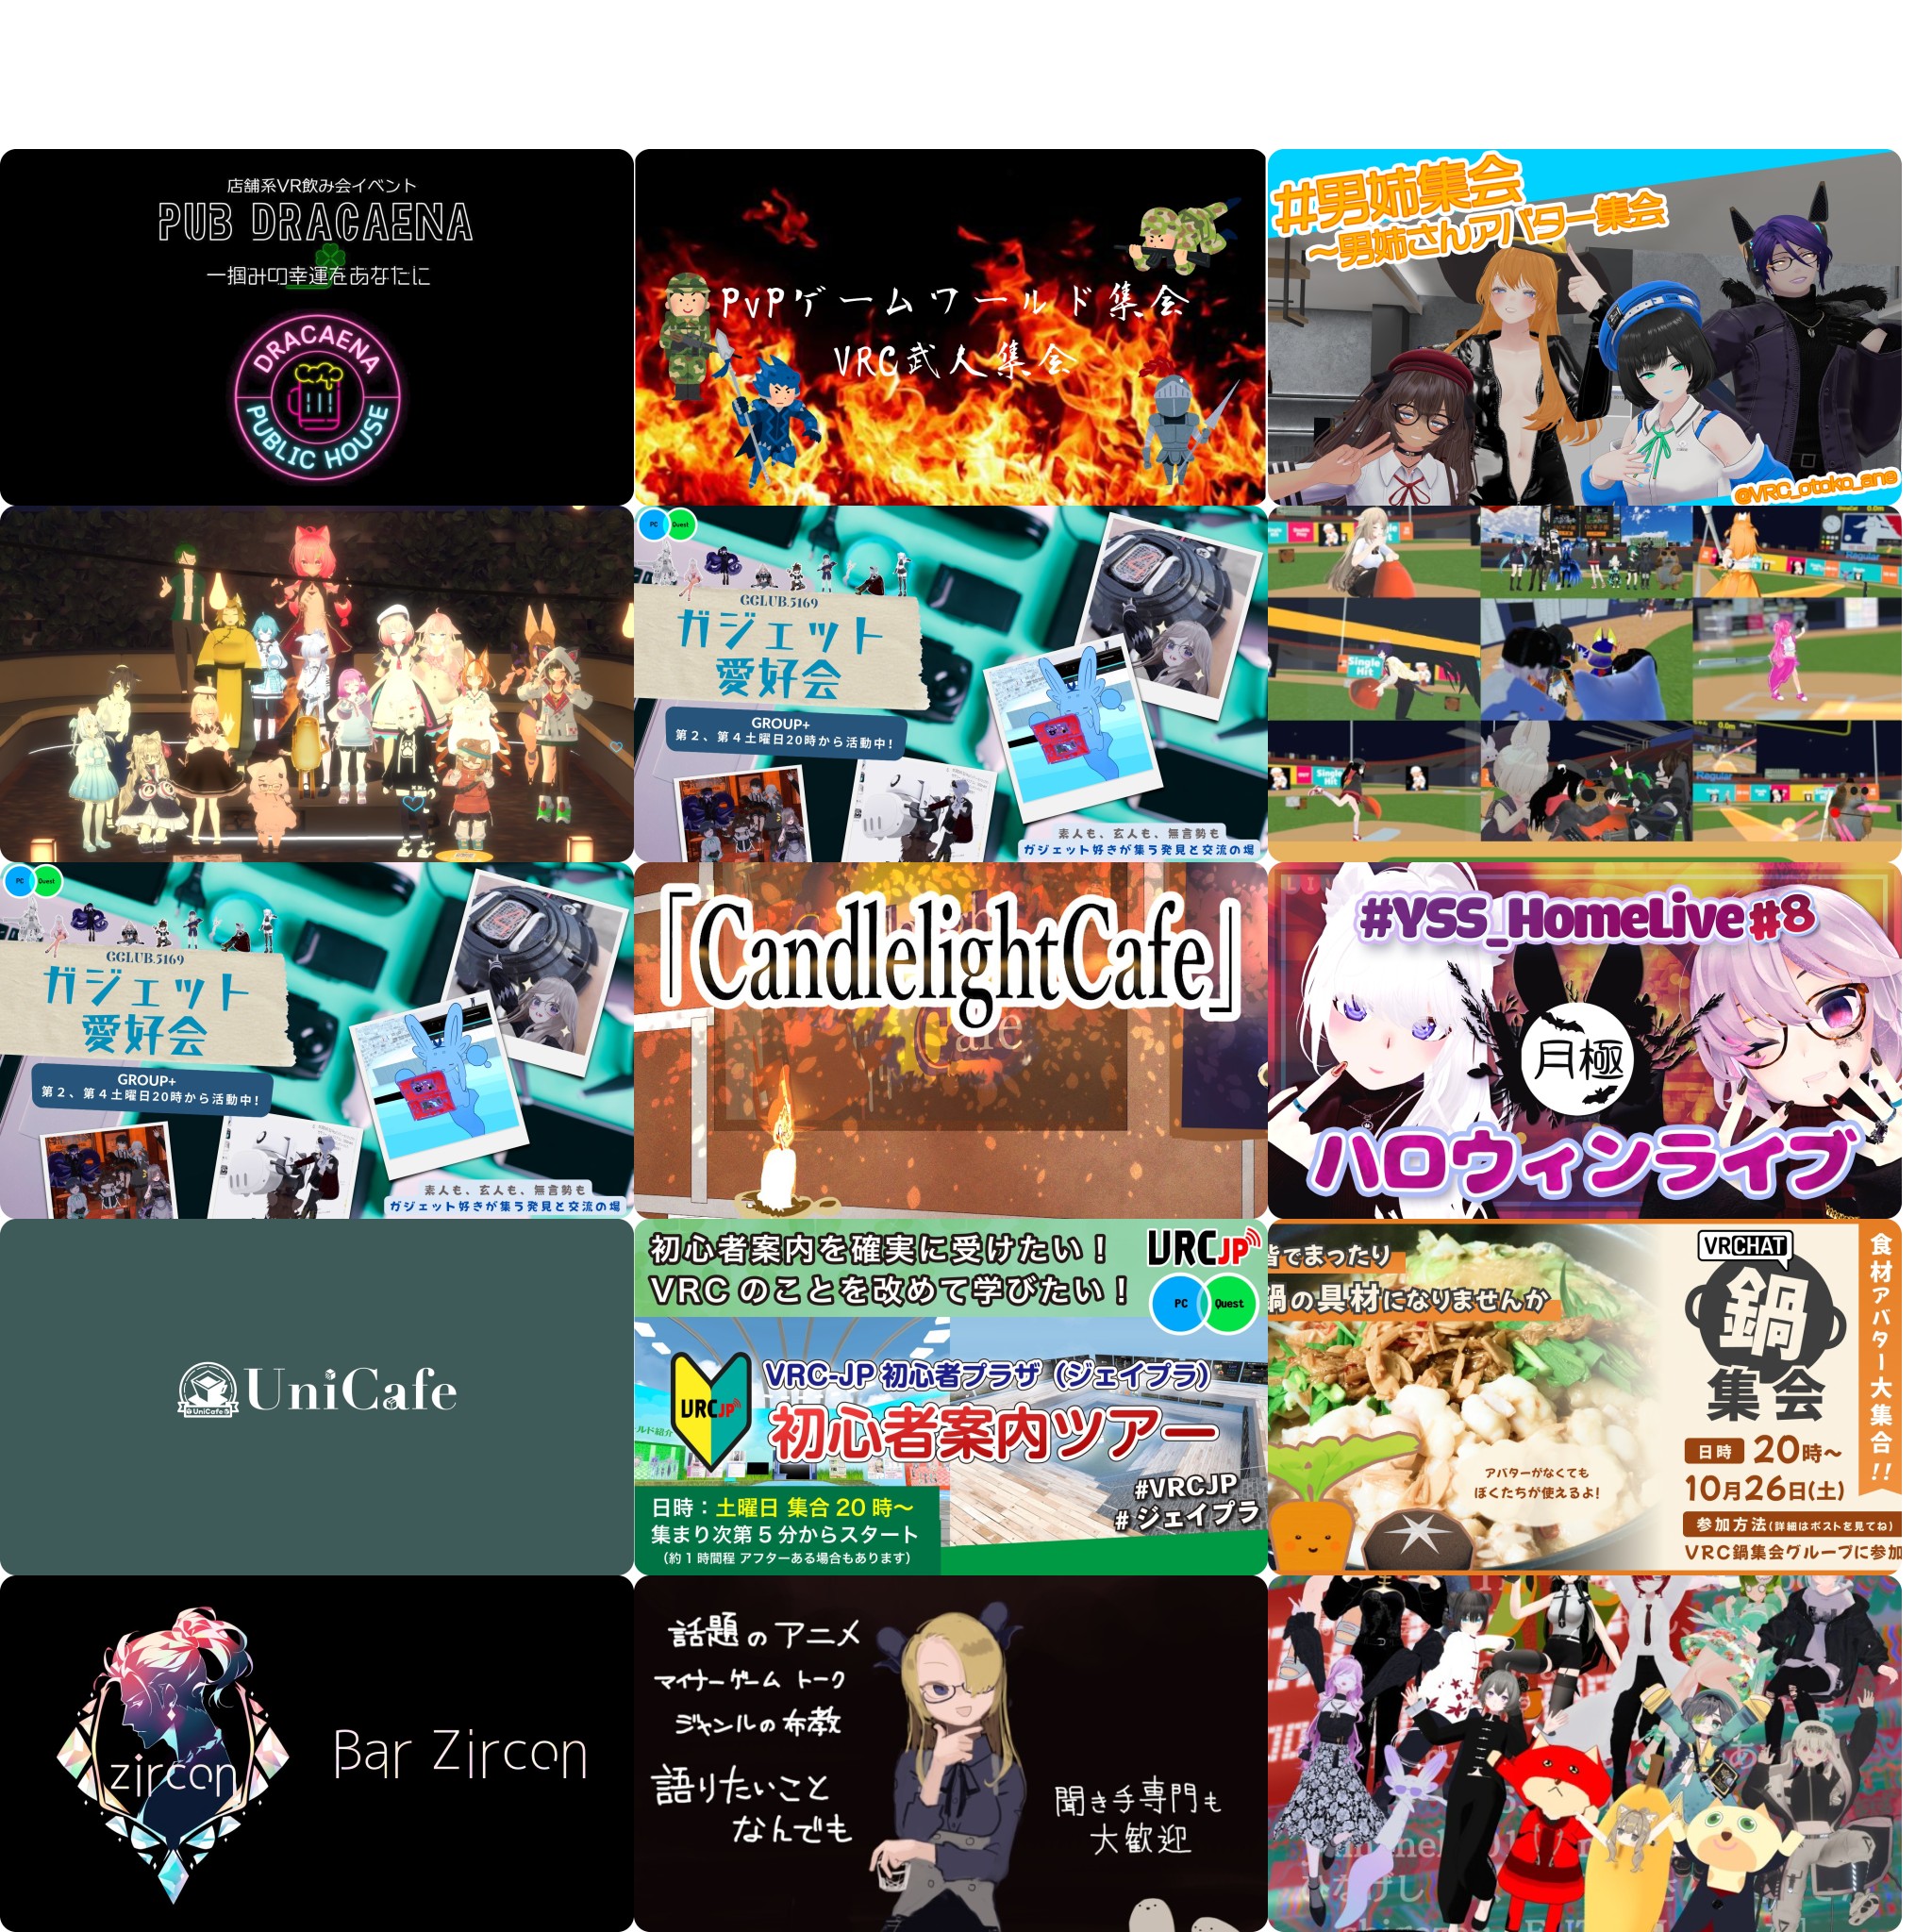 店舗系VR飲み会イベント
PUB DRACAENA
一掴みの幸運をあなたに
DRACAENA
PUBLIC HOUSE
PvPゲームワールド集会
VRC武人集会
#男姉集会
～男姉さんアバター集会
@VRC_otoko_ane
PC
Quest
GCLUB.5169
ガジェット
愛好会
GROUP+
第2、第4土曜日20時から活動中!
素人も、玄人も、無言勢も
ガジェット好きが集う発見と交流の場
Single
Hit
Regular
Single
Hit
Regular
PC
Quest
GCLUB.5169
ガジェット
愛好会
GROUP+
第2、第4土曜日20時から活動中!
素人も、玄人も、無言勢も
ガジェット好きが集う発見と交流の場
「CandlelightCafe」
Cafe
#YSS_HomeLive#8
月極
ハロウィンライブ
UniCafe
UniCafe
初心者案内を確実に受けたい！
VRCのことを改めて学びたい！
VRCJP
PC
Quest
VRCJP
VRC-JP 初心者プラザ（ジェイプラ）
初心者案内ツアー
#VRCJP
#ジェイプラ
日時：土曜日 集合20時～
集まり次第5分からスタート
（約1時間程 アフターある場合もあります）
皆でまったり
鍋の具材になりませんか
VRCHAT
鍋
集会
食材アバター大集合!!
日時 20時～
10月26日(土)
アバターがなくても
ぼくたちが使えるよ!
参加方法(詳細はポストを見てね)
VRC鍋集会グループに参加
zircon
Bar Zircon
話題のアニメ
マイナーゲーム トーク
ジャンルの布教
語りたいこと
なんでも
聞き手専門も
大歓迎